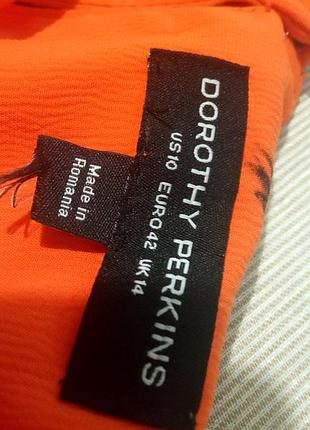 DOROTHY PERKINS
US10 EURO42 UK14
Made in
Romania